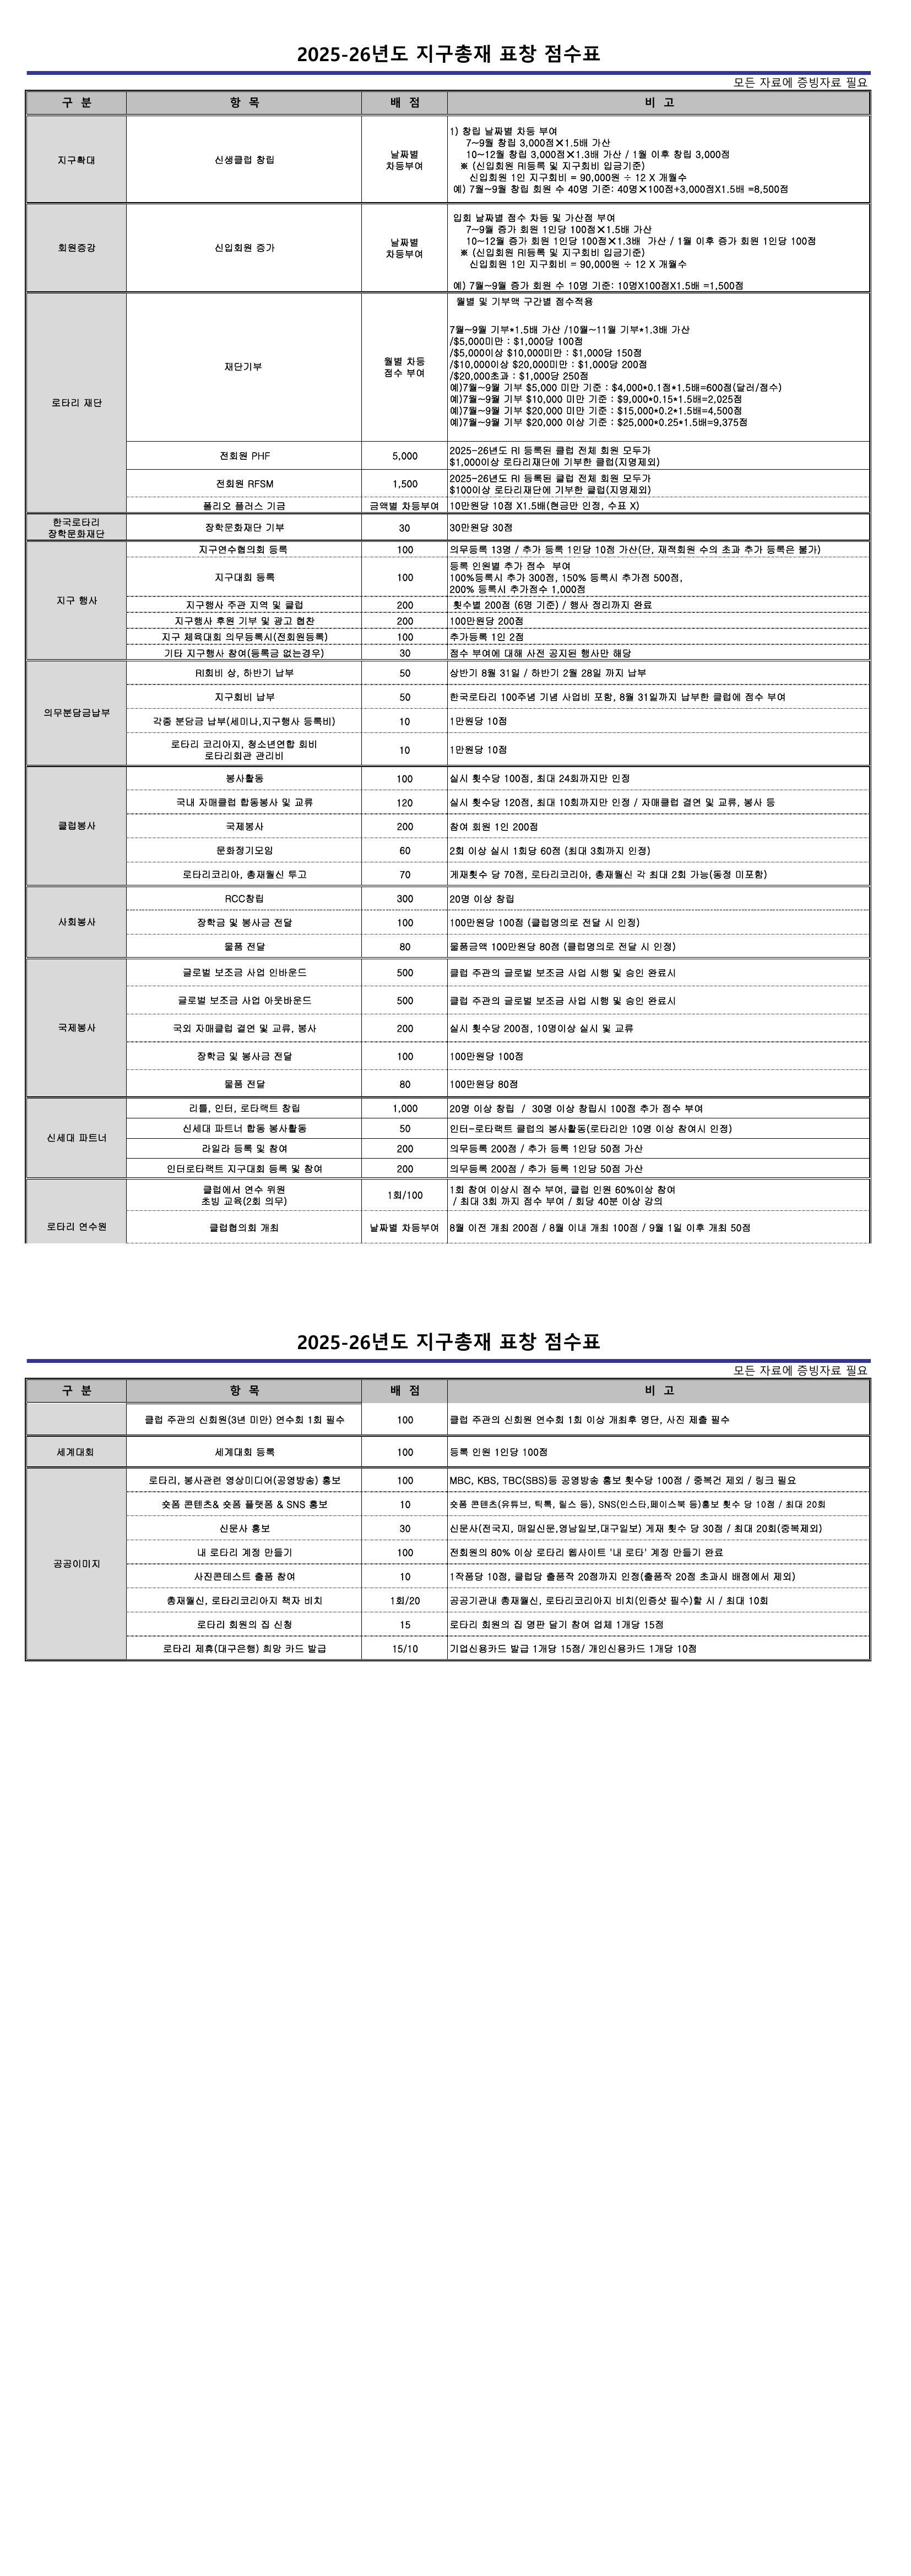 2025-26년도 지구총재 표창 점수표
모든 자료에 증빙자료 필요
구 분 항 목 배 점 비 고
지구확대 신생클럽 창립 날짜별
차등부여
1) 창립 날짜별 차등 부여
7~9월 창립 3,000점X1.5배 가산
10~12월 창립 3,000점X1.3배 가산 / 1월 이후 창립 3,000점
※ (신입회원 RI등록 및 지구회비 입금기준)
신입회원 1인 지구회비 = 90,000원 ÷ 12 X 개월수
예) 7월~9월 창립 회원 수 40명 기준: 40명X100점+3,000점X1.5배 =8,500점
회원증강 신입회원 증가 날짜별
차등부여
입회 날짜별 점수 차등 및 가산점 부여
7~9월 증가 회원 1인당 100점X1.5배 가산
10~12월 증가 회원 1인당 100점X1.3배 가산 / 1월 이후 증가 회원 1인당 100점
※ (신입회원 RI등록 및 지구회비 입금기준)
신입회원 1인 지구회비 = 90,000원 ÷ 12 X 개월수
예) 7월~9월 증가 회원 수 10명 기준: 10명X100점X1.5배 =1,500점
로타리 재단 재단기부 월별 차등
점수 부여
월별 및 기부액 구간별 점수적용
7월~9월 기부*1.5배 가산 /10월~11월 기부*1.3배 가산
/$5,000미만 : $1,000당 100점
/$5,000이상 $10,000미만 : $1,000당 150점
/$10,000이상 $20,000미만 : $1,000당 200점
/$20,000초과 : $1,000당 250점
예)7월~9월 기부 $5,000 미만 기준 : $4,000*0.1점*1.5배=600점(달러/점수)
예)7월~9월 기부 $10,000 미만 기준 : $9,000*0.15*1.5배=2,025점
예)7월~9월 기부 $20,000 미만 기준 : $15,000*0.2*1.5배=4,500점
예)7월~9월 기부 $20,000 이상 기준 : $25,000*0.25*1.5배=9,375점
전회원 PHF 5,000 2025-26년도 RI 등록된 클럽 전체 회원 모두가
$1,000이상 로타리재단에 기부한 클럽(지명제외)
전회원 RFSM 1,500 2025-26년도 RI 등록된 클럽 전체 회원 모두가
$100이상 로타리재단에 기부한 클럽(지명제외)
폴리오 플러스 기금 금액별 차등부여 10만원당 10점 X1.5배(현금만 인정, 수표 X)
한국로타리
장학문화재단
장학문화재단 기부 30 30만원당 30점
지구 행사
지구연수협의회 등록 100 의무등록 13명 / 추가 등록 1인당 10점 가산(단, 재적회원 수의 초과 추가 등록은 불가)
지구대회 등록 100 등록 인원별 추가 점수 부여
100%등록시 추가 300점, 150% 등록시 추가점 500점,
200% 등록시 추가점수 1,000점
지구행사 주관 지역 및 클럽 200 횟수별 200점 (6명 기준) / 행사 정리까지 완료
지구행사 후원 기부 및 광고 협찬 200 100만원당 200점
지구 체육대회 의무등록시(전회원등록) 100 추가등록 1인 2점
기타 지구행사 참여(등록금 없는경우) 30 점수 부여에 대해 사전 공지된 행사만 해당
의무분담금납부
RI회비 상, 하반기 납부 50 상반기 8월 31일 / 하반기 2월 28일 까지 납부
지구회비 납부 50 한국로타리 100주년 기념 사업비 포함, 8월 31일까지 납부한 클럽에 점수 부여
각종 분담금 납부(세미나,지구행사 등록비) 10 1만원당 10점
로타리 코리아지, 청소년연합 회비
로타리회관 관리비 10 1만원당 10점
클럽봉사
봉사활동 100 실시 횟수당 100점, 최대 24회까지만 인정
국내 자매클럽 합동봉사 및 교류 120 실시 횟수당 120점, 최대 10회까지만 인정 / 자매클럽 결연 및 교류, 봉사 등
국제봉사 200 참여 회원 1인 200점
문화정기모임 60 2회 이상 실시 1회당 60점 (최대 3회까지 인정)
로타리코리아, 총재월신 투고 70 게재횟수 당 70점, 로타리코리아, 총재월신 각 최대 2회 가능(동정 미포함)
사회봉사
RCC창립 300 20명 이상 창립
장학금 및 봉사금 전달 100 100만원당 100점 (클럽명의로 전달 시 인정)
물품 전달 80 물품금액 100만원당 80점 (클럽명의로 전달 시 인정)
국제봉사
글로벌 보조금 사업 인바운드 500 클럽 주관의 글로벌 보조금 사업 시행 및 승인 완료시
글로벌 보조금 사업 아웃바운드 500 클럽 주관의 글로벌 보조금 사업 시행 및 승인 완료시
국외 자매클럽 결연 및 교류, 봉사 200 실시 횟수당 200점, 10명이상 실시 및 교류
장학금 및 봉사금 전달 100 100만원당 100점
물품 전달 80 100만원당 80점
신세대 파트너
리틀, 인터, 로타랙트 창립 1,000 20명 이상 창립 / 30명 이상 창립시 100점 추가 점수 부여
신세대 파트너 합동 봉사활동 50 인터-로타랙트 클럽의 봉사활동(로타리안 10명 이상 참여시 인정)
라일라 등록 및 참여 200 의무등록 200점 / 추가 등록 1인당 50점 가산
인터로타랙트 지구대회 등록 및 참여 200 의무등록 200점 / 추가 등록 1인당 50점 가산
로타리 연수원
클럽에서 연수 위원
초빙 교육(2회 의무) 1회/100 1회 참여 이상시 점수 부여, 클럽 인원 60%이상 참여
/ 최대 3회 까지 점수 부여 / 회당 40분 이상 강의
클럽협의회 개최 날짜별 차등부여 8월 이전 개최 200점 / 8월 이내 개최 100점 / 9월 1일 이후 개최 50점
2025-26년도 지구총재 표창 점수표
모든 자료에 증빙자료 필요
구 분 항 목 배 점 비 고
클럽 주관의 신회원(3년 미만) 연수회 1회 필수 100 클럽 주관의 신회원 연수회 1회 이상 개최후 명단, 사진 제출 필수
세계대회 세계대회 등록 100 등록 인원 1인당 100점
공공이미지
로타리, 봉사관련 영상미디어(공영방송) 홍보 100 MBC, KBS, TBC(SBS)등 공영방송 홍보 횟수당 100점 / 중복건 제외 / 링크 필요
숏폼 콘텐츠& 숏폼 플랫폼 & SNS 홍보 10 숏폼 콘텐츠(유튜브, 틱톡, 릴스 등), SNS(인스타,페이스북 등)홍보 횟수 당 10점 / 최대 20회
신문사 홍보 30 신문사(전국지, 매일신문,영남일보,대구일보) 게재 횟수 당 30점 / 최대 20회(중복제외)
내 로타리 계정 만들기 100 전회원의 80% 이상 로타리 웹사이트 '내 로타' 계정 만들기 완료
사진콘테스트 출품 참여 10 1작품당 10점, 클럽당 출품작 20점까지 인정(출품작 20점 초과시 배점에서 제외)
총재월신, 로타리코리아지 책자 비치 1회/20 공공기관내 총재월신, 로타리코리아지 비치(인증샷 필수)할 시 / 최대 10회
로타리 회원의 집 신청 15 로타리 회원의 집 명판 달기 참여 업체 1개당 15점
로타리 제휴(대구은행) 희망 카드 발급 15/10 기업신용카드 발급 1개당 15점/ 개인신용카드 1개당 10점